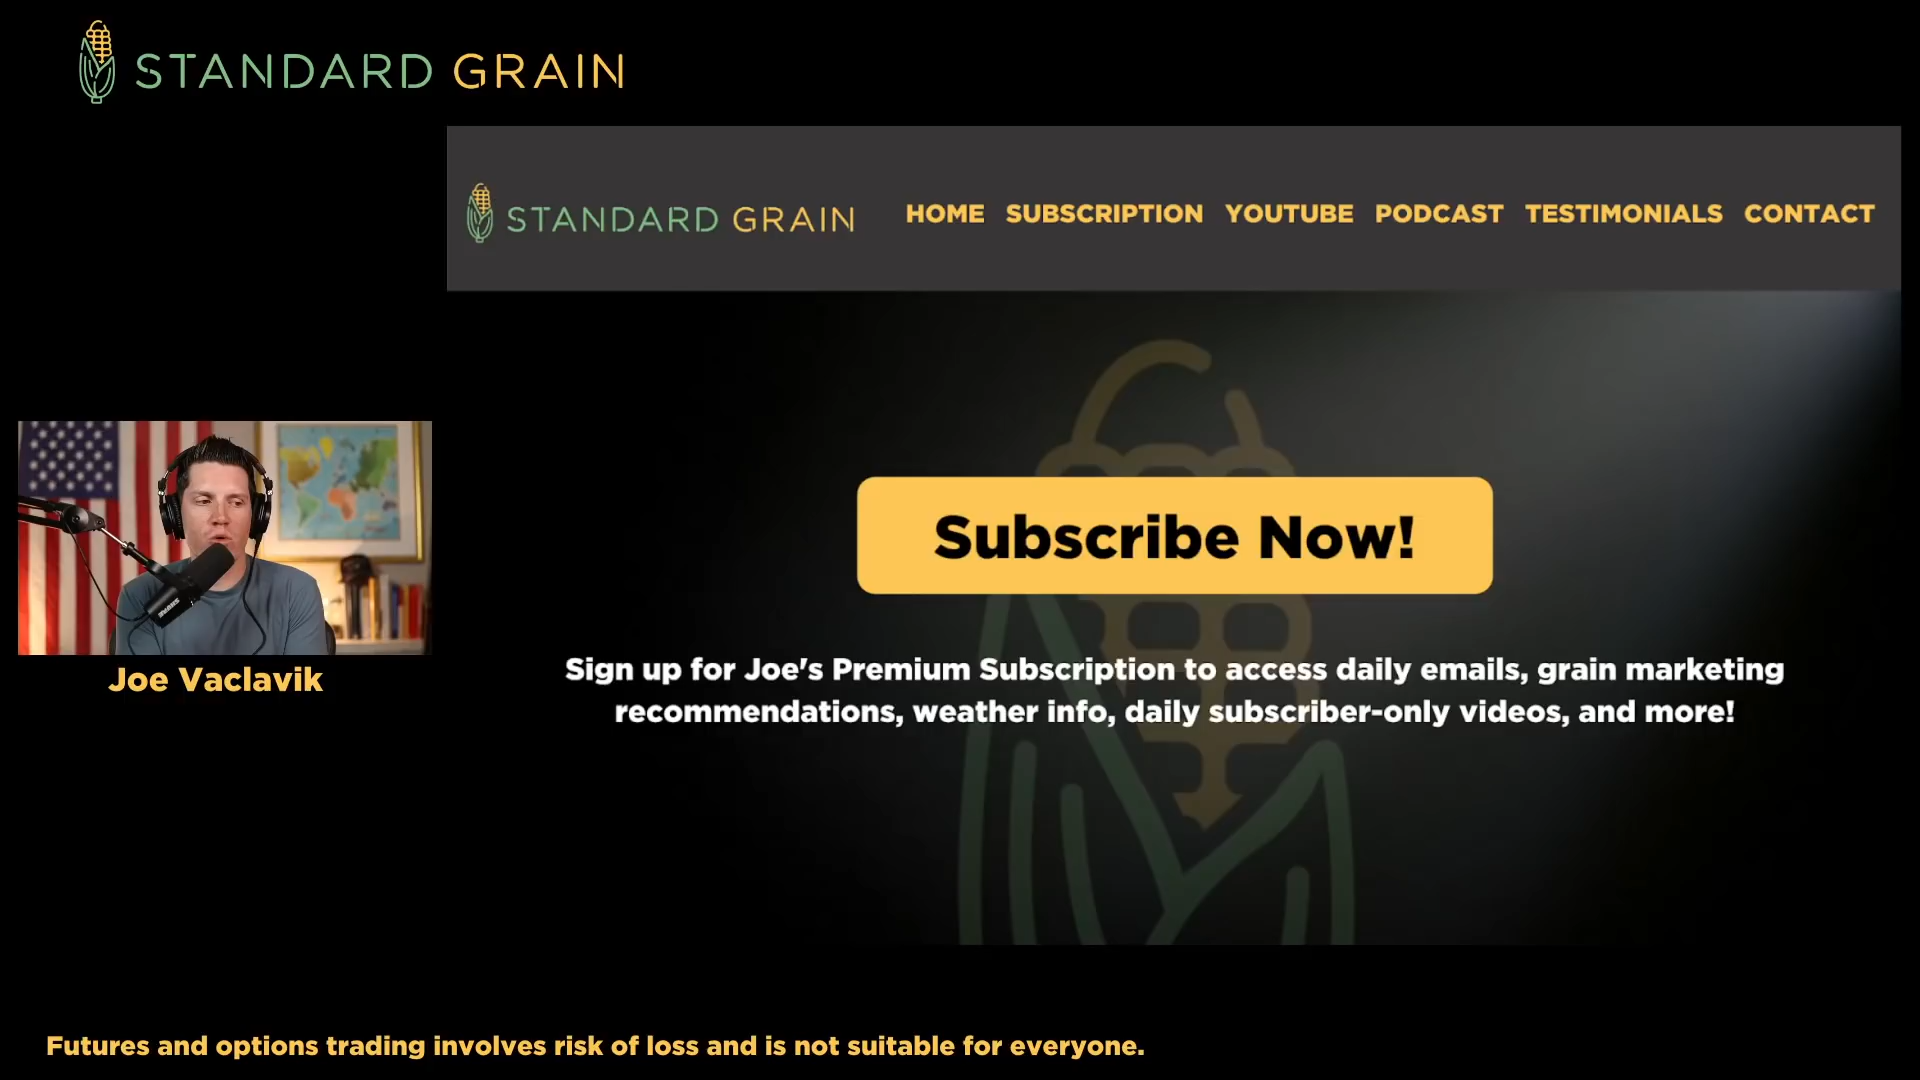 STANDARD GRAIN
STANDARD GRAIN
HOME SUBSCRIPTION YOUTUBE PODCAST TESTIMONIALS CONTACT
Subscribe Now!
SHURE
Joe Vaclavik
Sign up for Joe's Premium Subscription to access daily emails, grain marketing
recommendations, weather info, daily subscriber-only videos, and more!
Futures and options trading involves risk of loss and is not suitable for everyone.